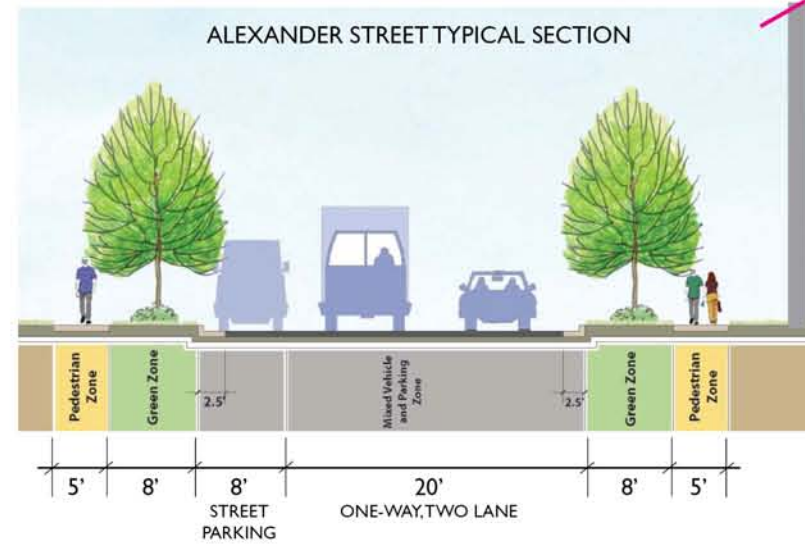 ALEXANDER STREET TYPICAL SECTION
Pedestrian
Zone
Green Zone
2.5'
Mixed Vehicle
and Parking
Zone
2.5'
Green Zone
Pedestrian
Zone
5'
8'
8'
STREET
PARKING
20'
ONE-WAY,TWO LANE
8'
5'